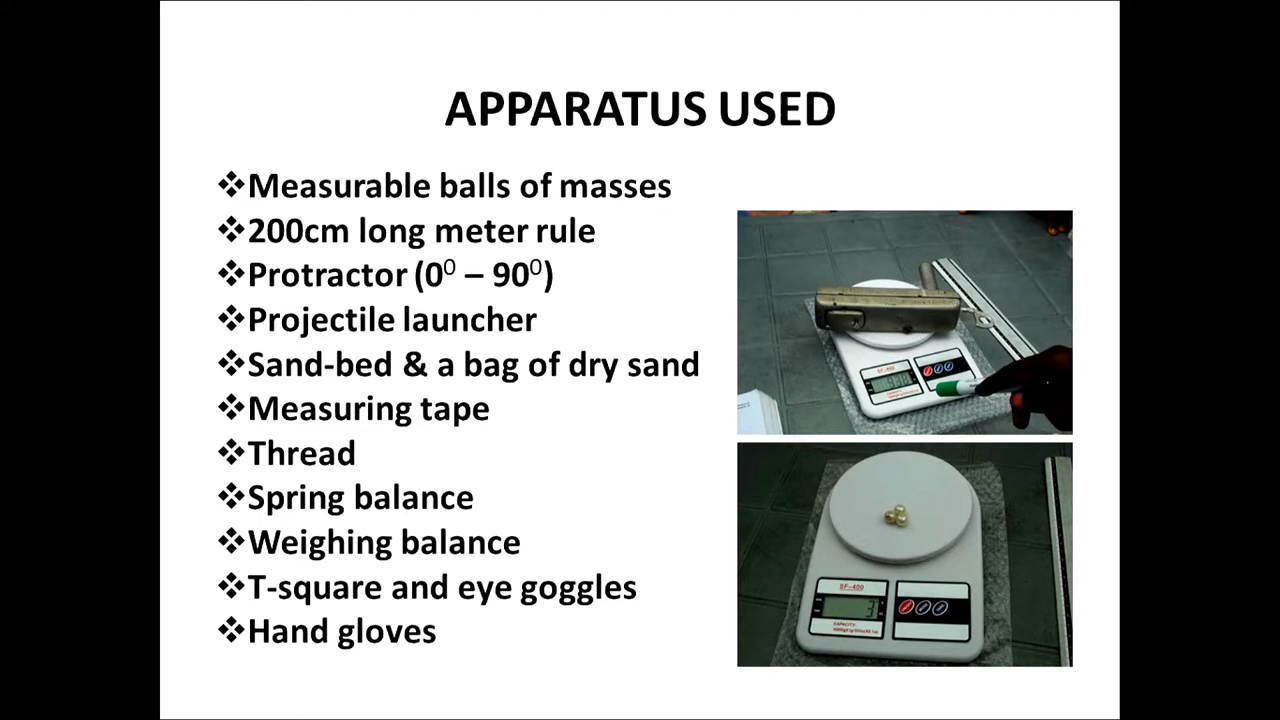 APPARATUS USED
❖Measurable balls of masses
❖200cm long meter rule
❖Protractor (0⁰ – 90⁰)
❖Projectile launcher
❖Sand-bed & a bag of dry sand
❖Measuring tape
❖Thread
❖Spring balance
❖Weighing balance
❖T-square and eye goggles
❖Hand gloves
SF-400
SF-400
3
CAPACITY: